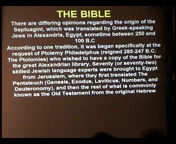 THE BIBLE
There are differing opinions regarding the origin of the
Septuagint, which was translated by Greek-speaking
Jews in Alexandria, Egypt, sometime between 250 and
100 B.C
According to one tradition, it was began specifically at the
request of Ptolemy Philadelphus (reigned 285-247 B.C.
The Ptolomies) who wished to have a copy of the Bible for
the great Alexandrian library. Seventy (or seventy-two)
skilled Jewish language experts were brought to Egypt
from Jerusalem, where they first translated The
Pentateuch (Genesis, Exodus, Leviticus, Numbers, and
Deuteronomy), and then the rest of what is commonly
known as the Old Testament from the original Hebrew